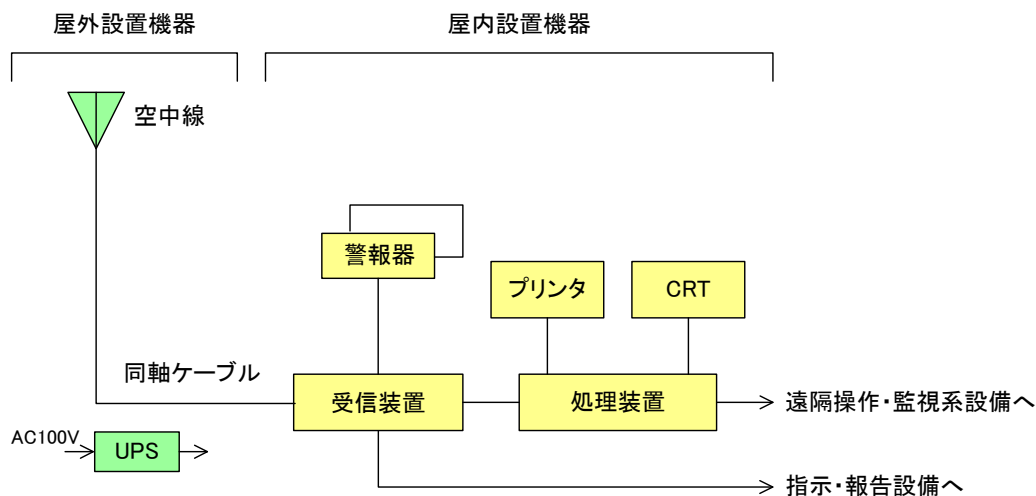 屋外設置機器
屋内設置機器
空中線
警報器
プリンタ
CRT
同軸ケーブル
受信装置
処理装置
遠隔操作・監視系設備へ
AC100V
UPS
指示・報告設備へ